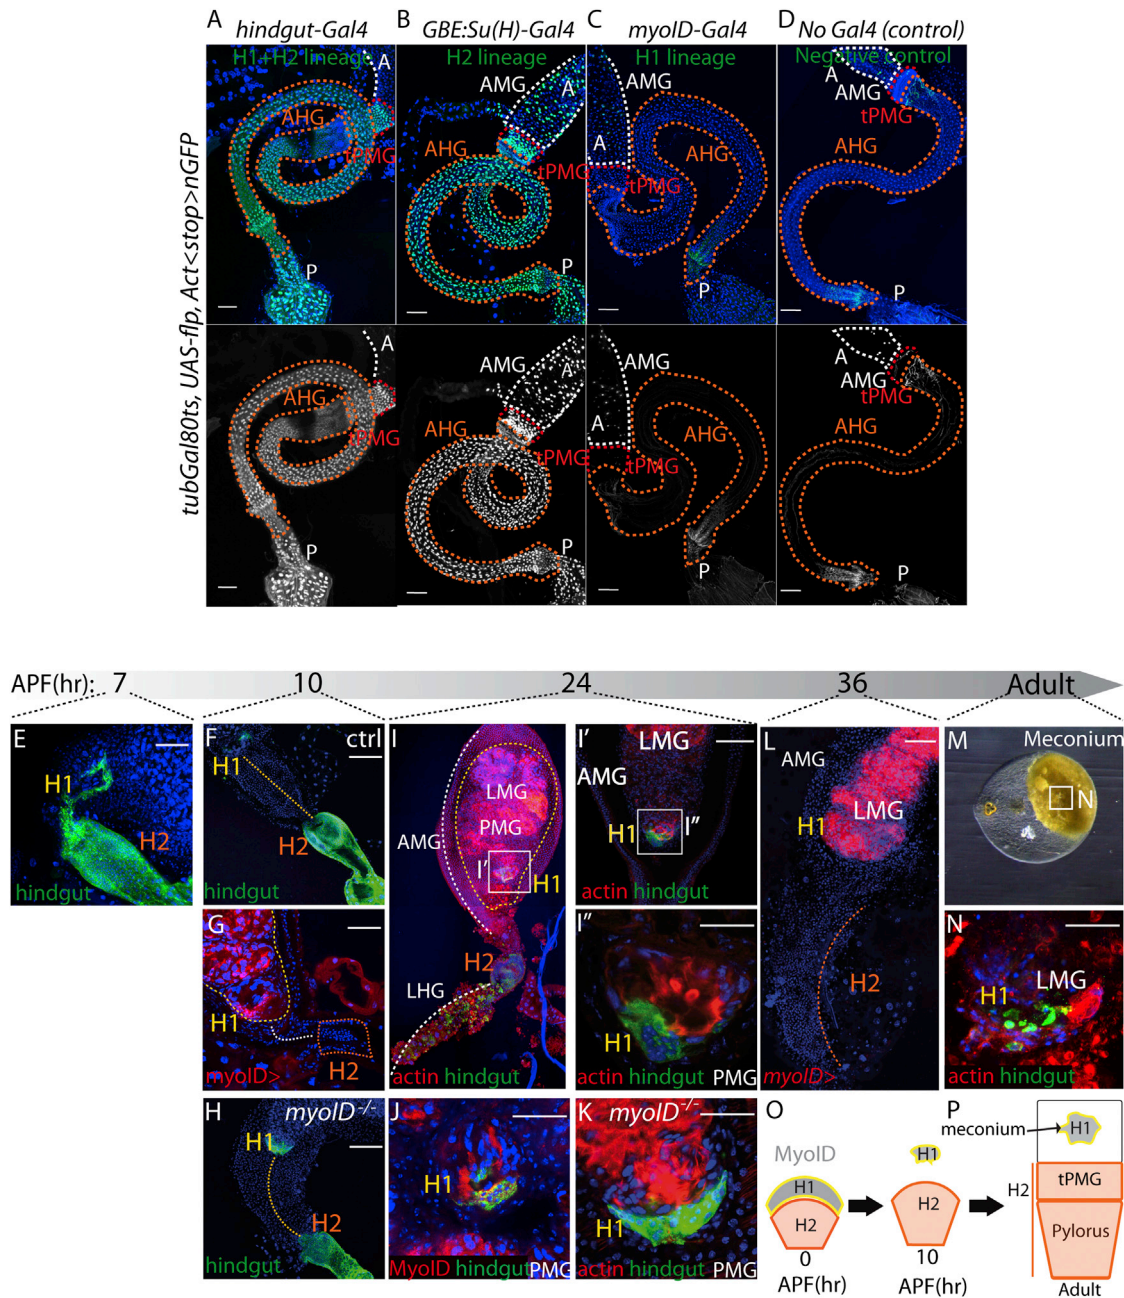 A hindgut-Gal4
B GBE:Su(H)-Gal4
C myoID-Gal4
D No Gal4 (control)
tubGal80ts, UAS-flp, Act<stop>nGFP
H1+H2 lineage
A
AHG
tPMG
P
H2 lineage
AMG
A
AHG
tPMG
P
H1 lineage
AMG
A
AHG
tPMG
P
Negative control
A
AMG
tPMG
AHG
P
A
AHG
tPMG
P
AMG
A
AHG
tPMG
P
AMG
A
AHG
tPMG
P
A
AMG
tPMG
AHG
P
APF(hr): 7 10 24 36 Adult
E
H1
H2
hindgut
F ctrl
H1
H2
hindgut
G
H1
H2
myoID>
H myoID-/-
H1
H2
hindgut
I
LMG
AMG
PMG
I'
H1
H2
LHG
actin hindgut
I'
LMG
AMG
H1
I''
actin hindgut
I''
H1
actin hindgut PMG
J
H1
MyoID hindgut PMG
K myoID-/-
H1
actin hindgut PMG
L
AMG
LMG
H1
H2
myoID>
M Meconium
N
N
LMG
H1
actin hindgut
O
MyoID
H1
H2
0
APF(hr)
H1
H2
10
APF(hr)
P
meconium
H1
H2
tPMG
Pylorus
Adult